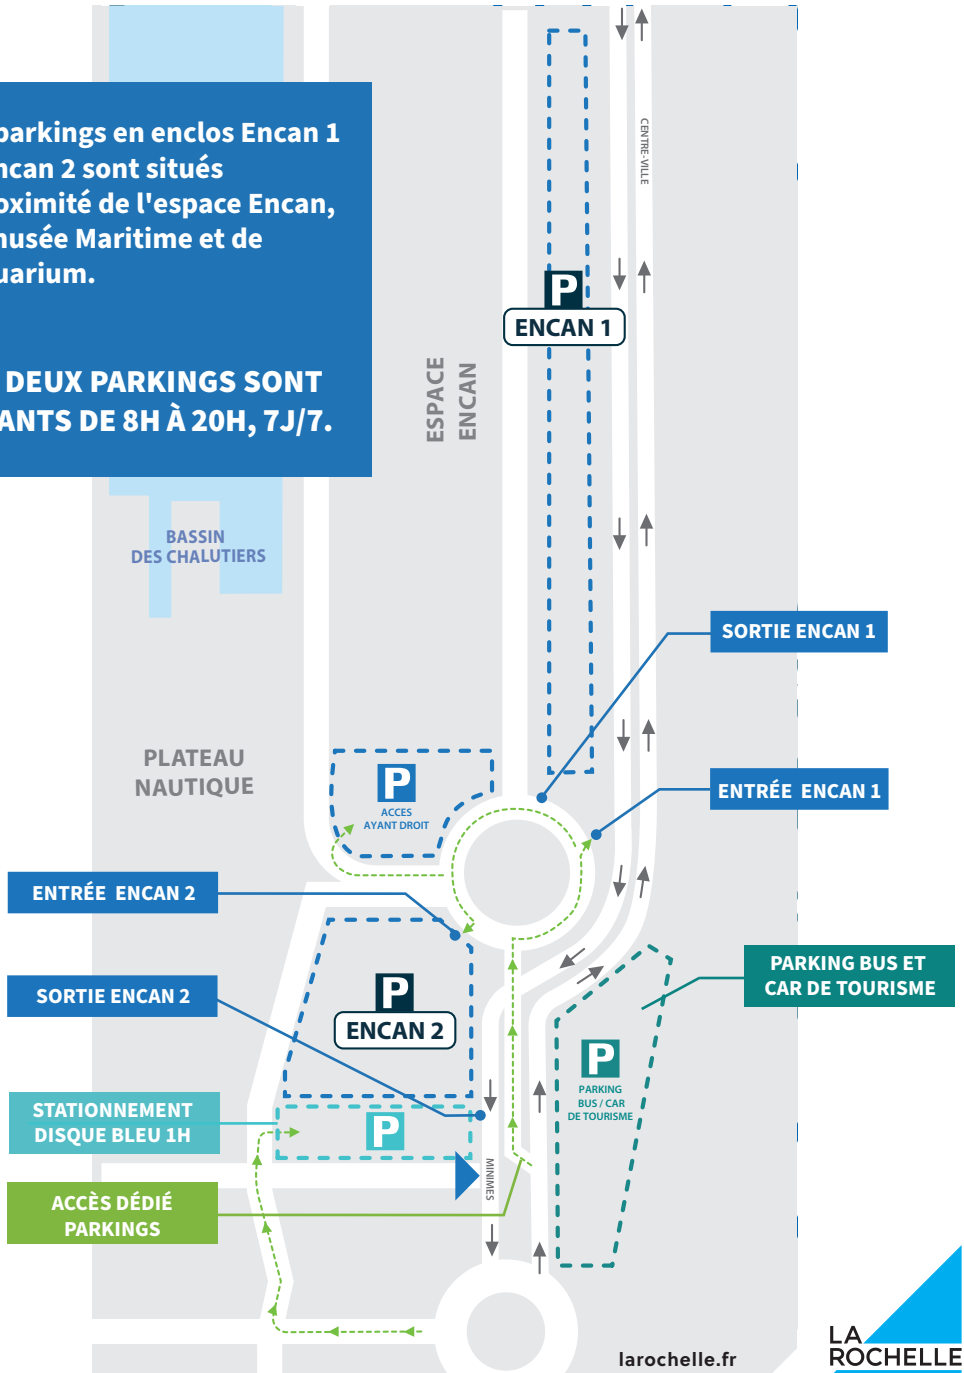 parkings en enclos Encan 1
ncan 2 sont situés
oximité de l'espace Encan,
musée Maritime et de
uarium.
DEUX PARKINGS SONT
ANTS DE 8H À 20H, 7J/7.
CENTRE-VILLE
P
ENCAN 1
ESPACE
ENCAN
BASSIN
DES CHALUTIERS
SORTIE ENCAN 1
PLATEAU
NAUTIQUE
P
ACCES
AYANT DROIT
ENTRÉE ENCAN 1
ENTRÉE ENCAN 2
PARKING BUS ET
CAR DE TOURISME
SORTIE ENCAN 2
P
ENCAN 2
P
PARKING
BUS / CAR
DE TOURISME
STATIONNEMENT
DISQUE BLEU 1H
P
MINIMES
ACCÈS DÉDIÉ
PARKINGS
larochelle.fr
LA
ROCHELLE